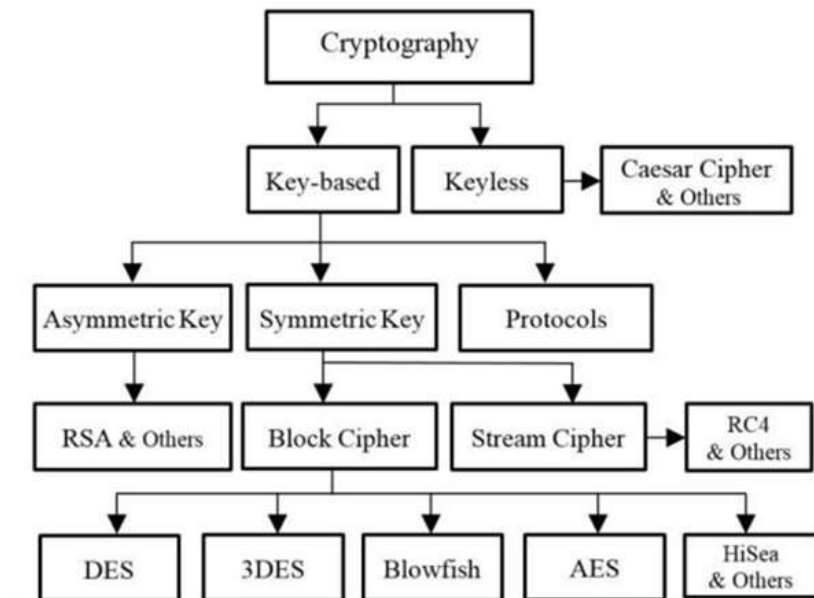 Cryptography
Key-based
Keyless
Caesar Cipher
& Others
Asymmetric Key
Symmetric Key
Protocols
RSA & Others
Block Cipher
Stream Cipher
RC4
& Others
DES
3DES
Blowfish
AES
HiSea
& Others